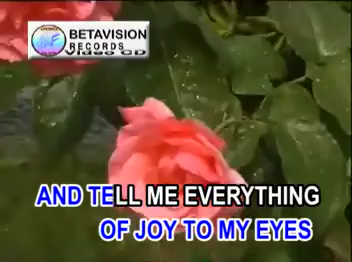 BETAVISION
RECORDS
Video CD
AND TELL ME EVERYTHING
OF JOY TO MY EYES